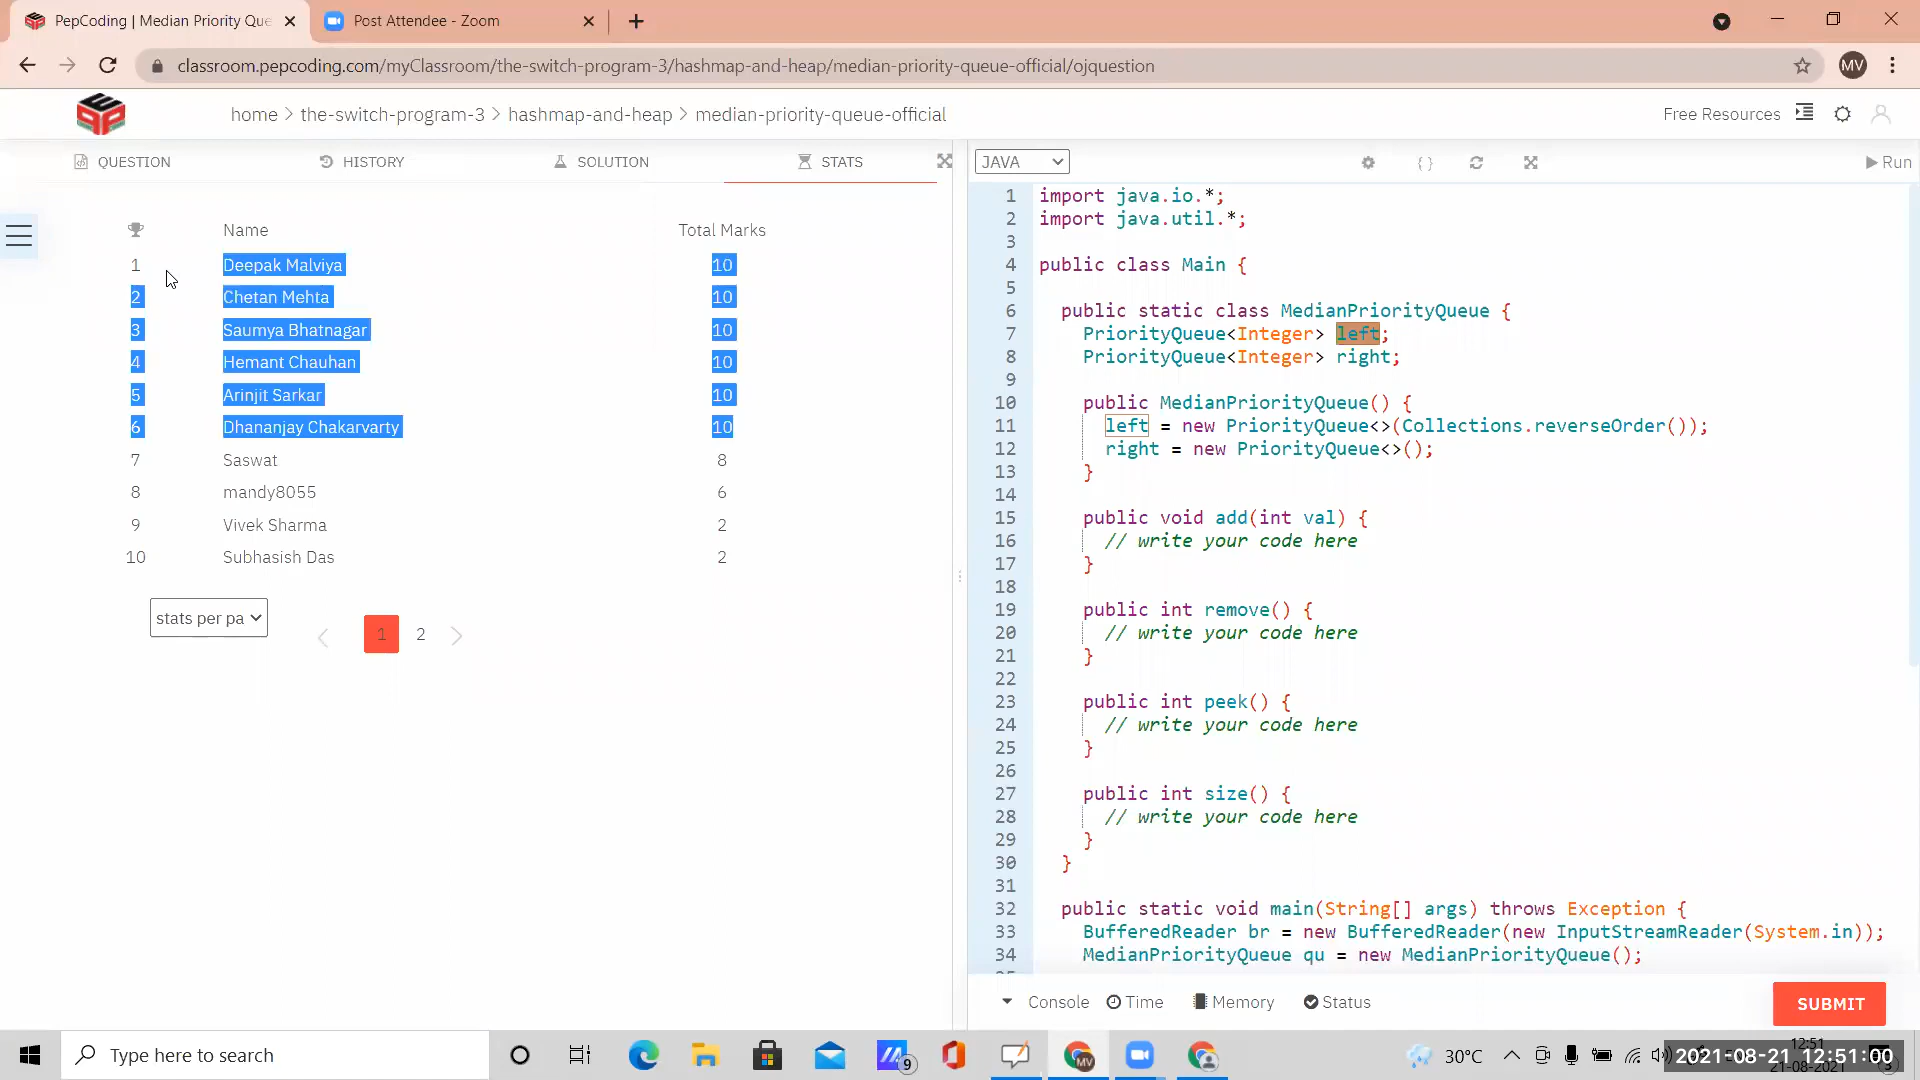 PepCoding | Median Priority Que
Post Attendee - Zoom
classroom.pepcoding.com/myClassroom/the-switch-program-3/hashmap-and-heap/median-priority-queue-official/ojquestion
MV
home > the-switch-program-3 > hashmap-and-heap > median-priority-queue-official
Free Resources
QUESTION HISTORY SOLUTION STATS
JAVA
Run
Name Total Marks
1 Deepak Malviya 10
2 Chetan Mehta 10
3 Saumya Bhatnagar 10
4 Hemant Chauhan 10
5 Arinjit Sarkar 10
6 Dhananjay Chakarvarty 10
7 Saswat 8
8 mandy8055 6
9 Vivek Sharma 2
10 Subhasish Das 2
stats per pa
1 2
1 import java.io.*;
2 import java.util.*;
3
4 public class Main {
5
6 public static class MedianPriorityQueue {
7 PriorityQueue<Integer> left;
8 PriorityQueue<Integer> right;
9
10 public MedianPriorityQueue() {
11 left = new PriorityQueue<>(Collections.reverseOrder());
12 right = new PriorityQueue<>();
13 }
14
15 public void add(int val) {
16 // write your code here
17 }
18
19 public int remove() {
20 // write your code here
21 }
22
23 public int peek() {
24 // write your code here
25 }
26
27 public int size() {
28 // write your code here
29 }
30 }
31
32 public static void main(String[] args) throws Exception {
33 BufferedReader br = new BufferedReader(new InputStreamReader(System.in));
34 MedianPriorityQueue qu = new MedianPriorityQueue();
Console Time Memory Status
SUBMIT
Type here to search
9
MV
30°C
12:51
21-08-2021
2021-08-21 12:51:00